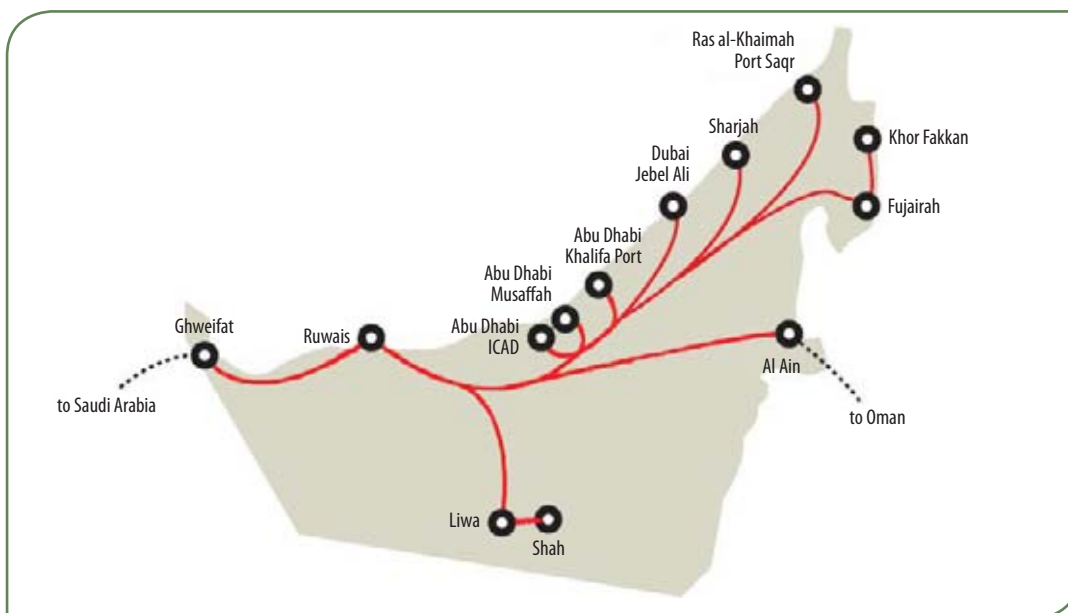 Ras al-Khaimah
Port Saqr
Sharjah
Khor Fakkan
Dubai
Jebel Ali
Fujairah
Abu Dhabi
Khalifa Port
Abu Dhabi
Musaffah
Abu Dhabi
ICAD
Ghweifat
Ruwais
Al Ain
to Saudi Arabia
to Oman
Liwa
Shah